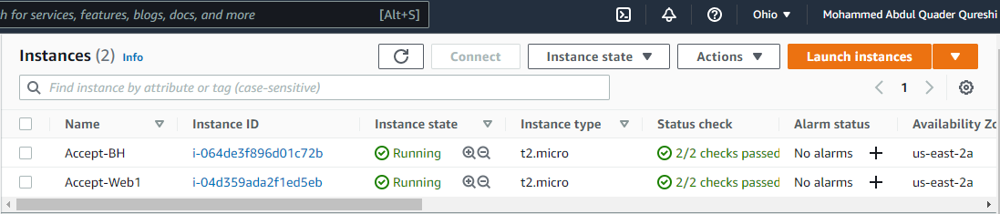 h for services, features, blogs, docs, and more [Alt+S] Ohio Mohammed Abdul Quader Qureshi
Instances (2) Info Connect Instance state Actions Launch instances
Find instance by attribute or tag (case-sensitive) 1
Name Instance ID Instance state Instance type Status check Alarm status Availability Zo
Accept-BH i-064de3f896d01c72b Running t2.micro 2/2 checks passed No alarms us-east-2a
Accept-Web1 i-04d359ada2f1ed5eb Running t2.micro 2/2 checks passed No alarms us-east-2a